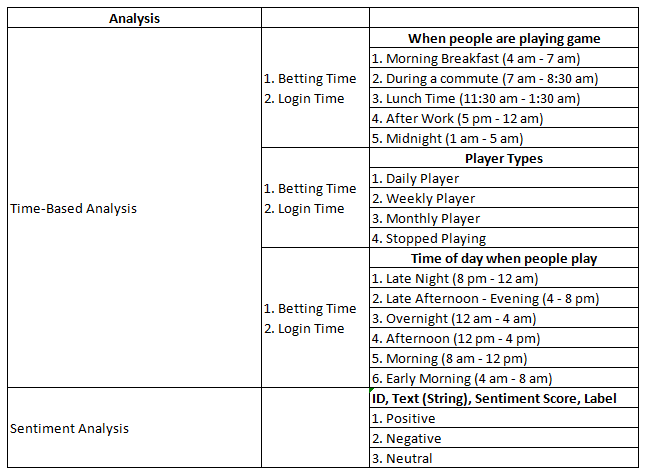 Analysis
Time-Based Analysis
1. Betting Time
2. Login Time
When people are playing game
1. Morning Breakfast (4 am - 7 am)
2. During a commute (7 am - 8:30 am)
3. Lunch Time (11:30 am - 1:30 am)
4. After Work (5 pm - 12 am)
5. Midnight (1 am - 5 am)
1. Betting Time
2. Login Time
Player Types
1. Daily Player
2. Weekly Player
3. Monthly Player
4. Stopped Playing
1. Betting Time
2. Login Time
Time of day when people play
1. Late Night (8 pm - 12 am)
2. Late Afternoon - Evening (4 - 8 pm)
3. Overnight (12 am - 4 am)
4. Afternoon (12 pm - 4 pm)
5. Morning (8 am - 12 pm)
6. Early Morning (4 am - 8 am)
Sentiment Analysis
ID, Text (String), Sentiment Score, Label
1. Positive
2. Negative
3. Neutral